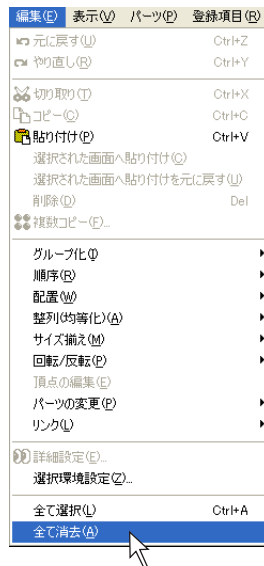 編集(E) 表示(V) パーツ(P) 登録項目(R)
元に戻す(U) Ctrl+Z
やり直し(R) Ctrl+Y
切り取り(T) Ctrl+X
コピー(C) Ctrl+C
貼り付け(P) Ctrl+V
選択された画面へ貼り付け(C)
選択された画面へ貼り付けを元に戻す(U)
削除(D) Del
複数コピー(F)...
グループ化(I)
順序(R)
配置(W)
整列(均等化)(A)
サイズ揃え(M)
回転/反転(P)
頂点の編集(E)
パーツの変更(P)
リンク(L)
詳細設定(E)...
選択環境設定(Z)...
全て選択(L) Ctrl+A
全て消去(A)